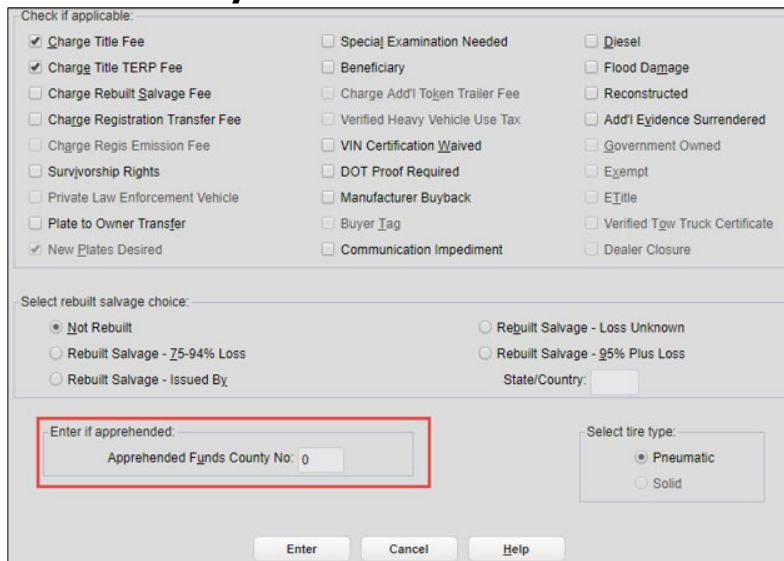 Check if applicable:
Charge Title Fee
Special Examination Needed
Diesel
Charge Title TERP Fee
Beneficiary
Flood Damage
Charge Rebuilt Salvage Fee
Charge Add'l Token Trailer Fee
Reconstructed
Charge Registration Transfer Fee
Verified Heavy Vehicle Use Tax
Add'l Evidence Surrendered
Charge Regis Emission Fee
VIN Certification Waived
Government Owned
Survivorship Rights
DOT Proof Required
Exempt
Private Law Enforcement Vehicle
Manufacturer Buyback
ETitle
Plate to Owner Transfer
Buyer Tag
Verified Tow Truck Certificate
New Plates Desired
Communication Impediment
Dealer Closure
Select rebuilt salvage choice:
Not Rebuilt
Rebuilt Salvage - Loss Unknown
Rebuilt Salvage - 75-94% Loss
Rebuilt Salvage - 95% Plus Loss
Rebuilt Salvage - Issued By
State/Country:
Enter if apprehended:
Apprehended Funds County No: 0
Select tire type:
Pneumatic
Solid
Enter
Cancel
Help